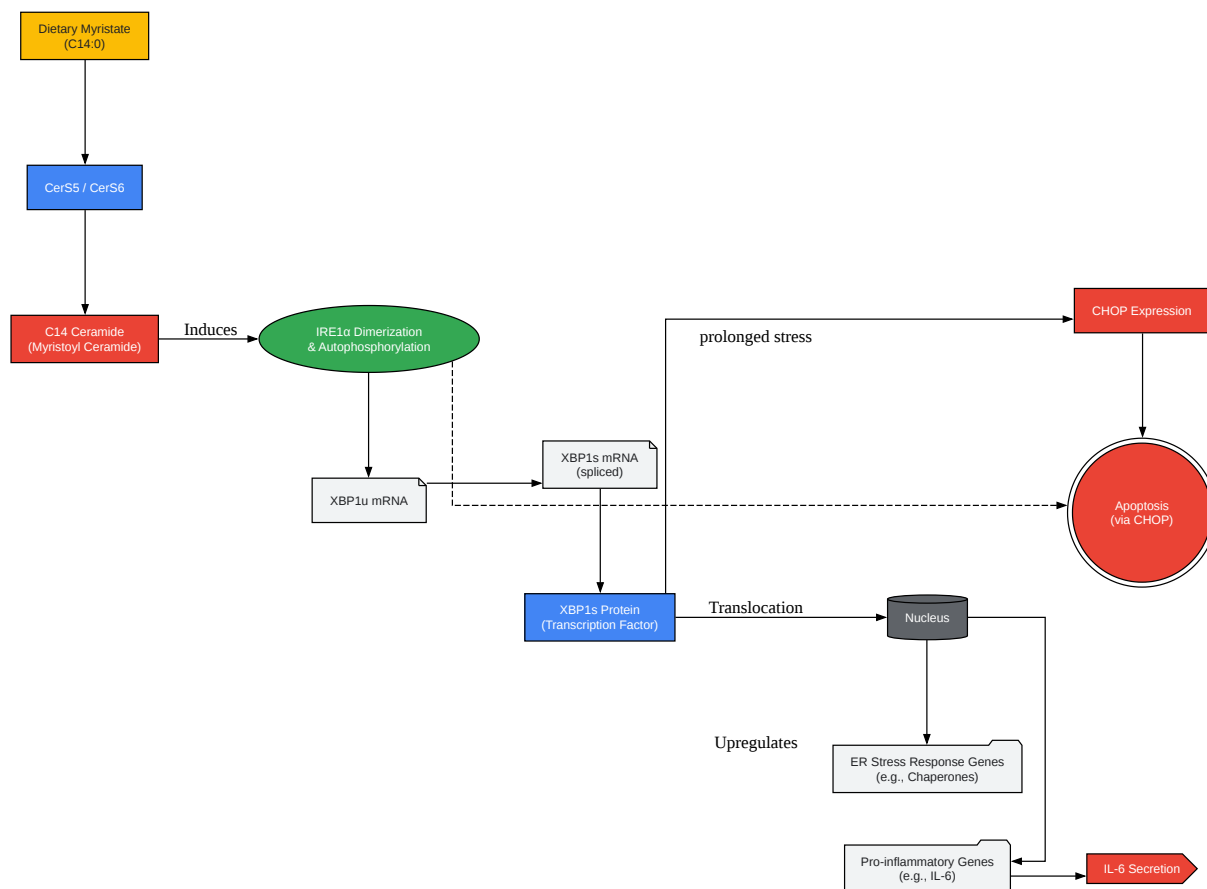 Dietary Myristate
(C14:0)
CerS5 / CerS6
C14 Ceramide
(Myristoyl Ceramide)
Induces
IRE1α Dimerization
& Autophosphorylation
prolonged stress
CHOP Expression
XBP1u mRNA
XBP1s mRNA
(spliced)
Apoptosis
(via CHOP)
XBP1s Protein
(Transcription Factor)
Translocation
Nucleus
Upregulates
ER Stress Response Genes
(e.g., Chaperones)
Pro-inflammatory Genes
(e.g., IL-6)
IL-6 Secretion